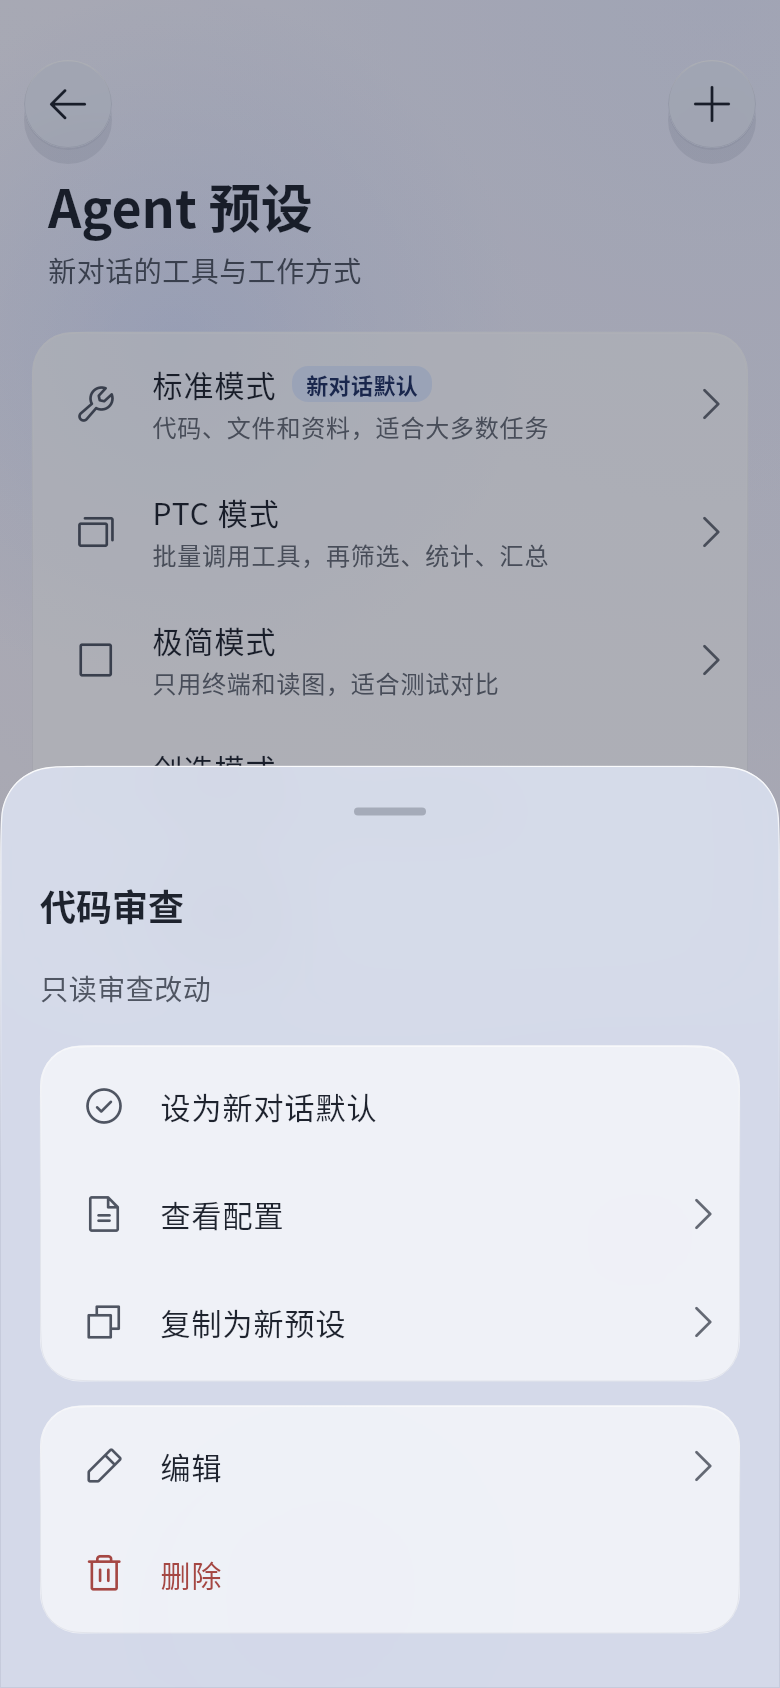 Agent 预设
新对话的工具与工作方式
标准模式 新对话默认
代码、文件和资料，适合大多数任务
PTC 模式
批量调用工具，再筛选、统计、汇总
极简模式
只用终端和读图，适合测试对比
创造模式
代码审查
只读审查改动
设为新对话默认
查看配置
复制为新预设
编辑
删除